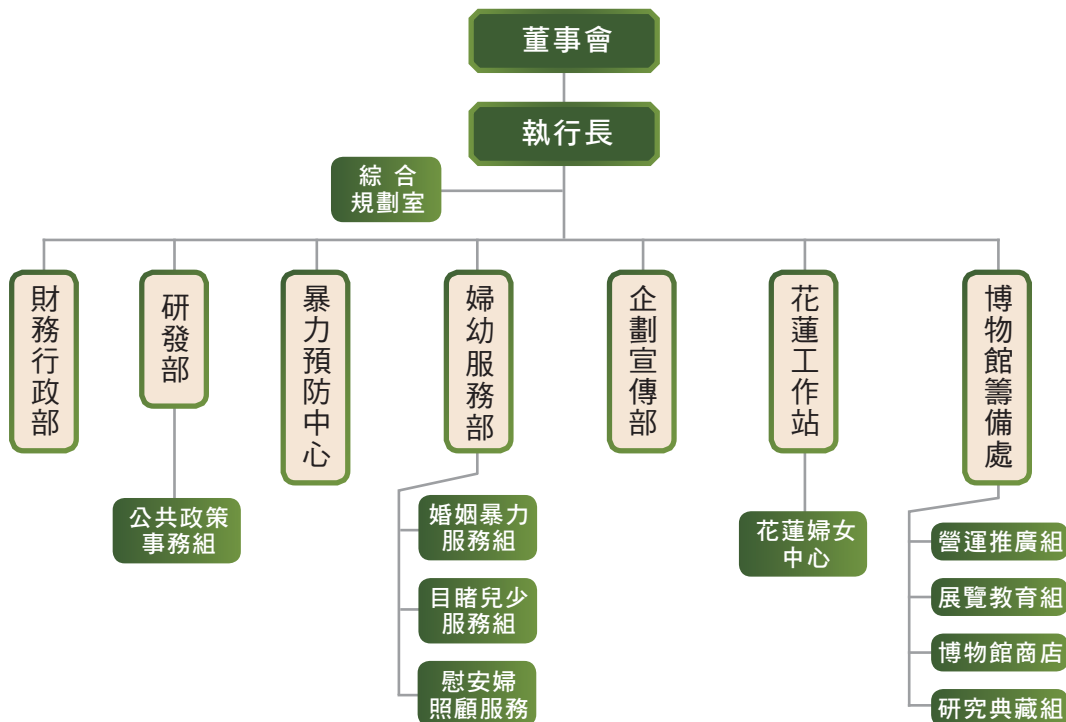 董事會
執行長
綜 合
規劃室
財務行政部
研發部
暴力預防中心
婦幼服務部
企劃宣傳部
花蓮工作站
博物館籌備處
公共政策
事務組
婚姻暴力
服務組
目睹兒少
服務組
慰安婦
照顧服務
花蓮婦女
中心
營運推廣組
展覽教育組
博物館商店
研究典藏組